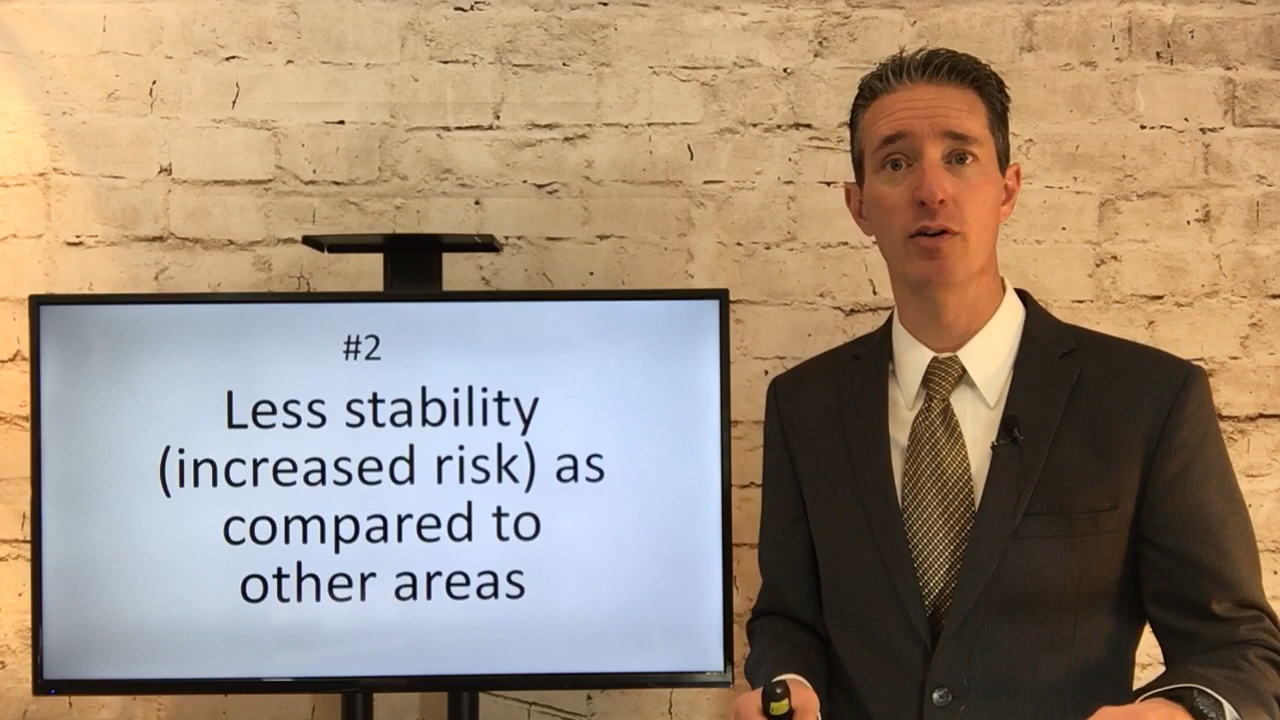 #2
Less stability
(increased risk) as
compared to
other areas